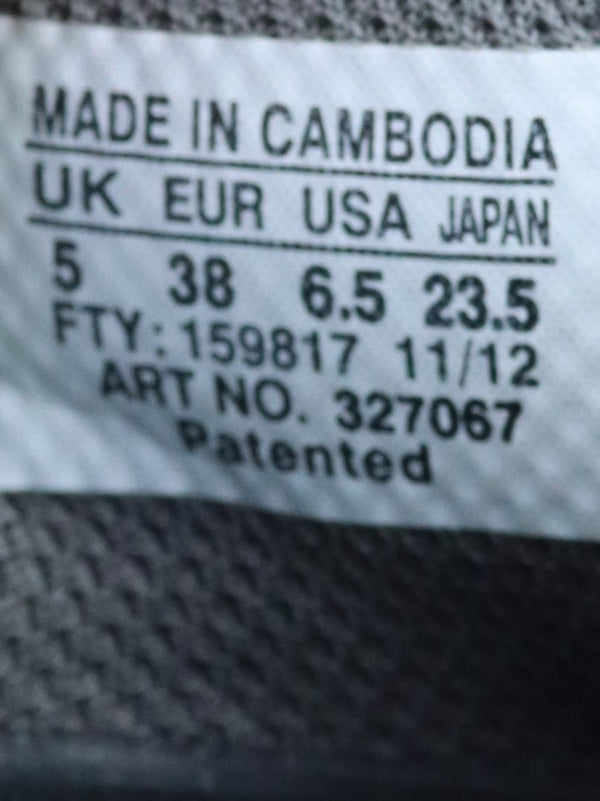 MADE IN CAMBODIA
UK EUR USA JAPAN
5 38 6.5 23.5
FTY: 159817 11/12
ART NO. 327067
Patented